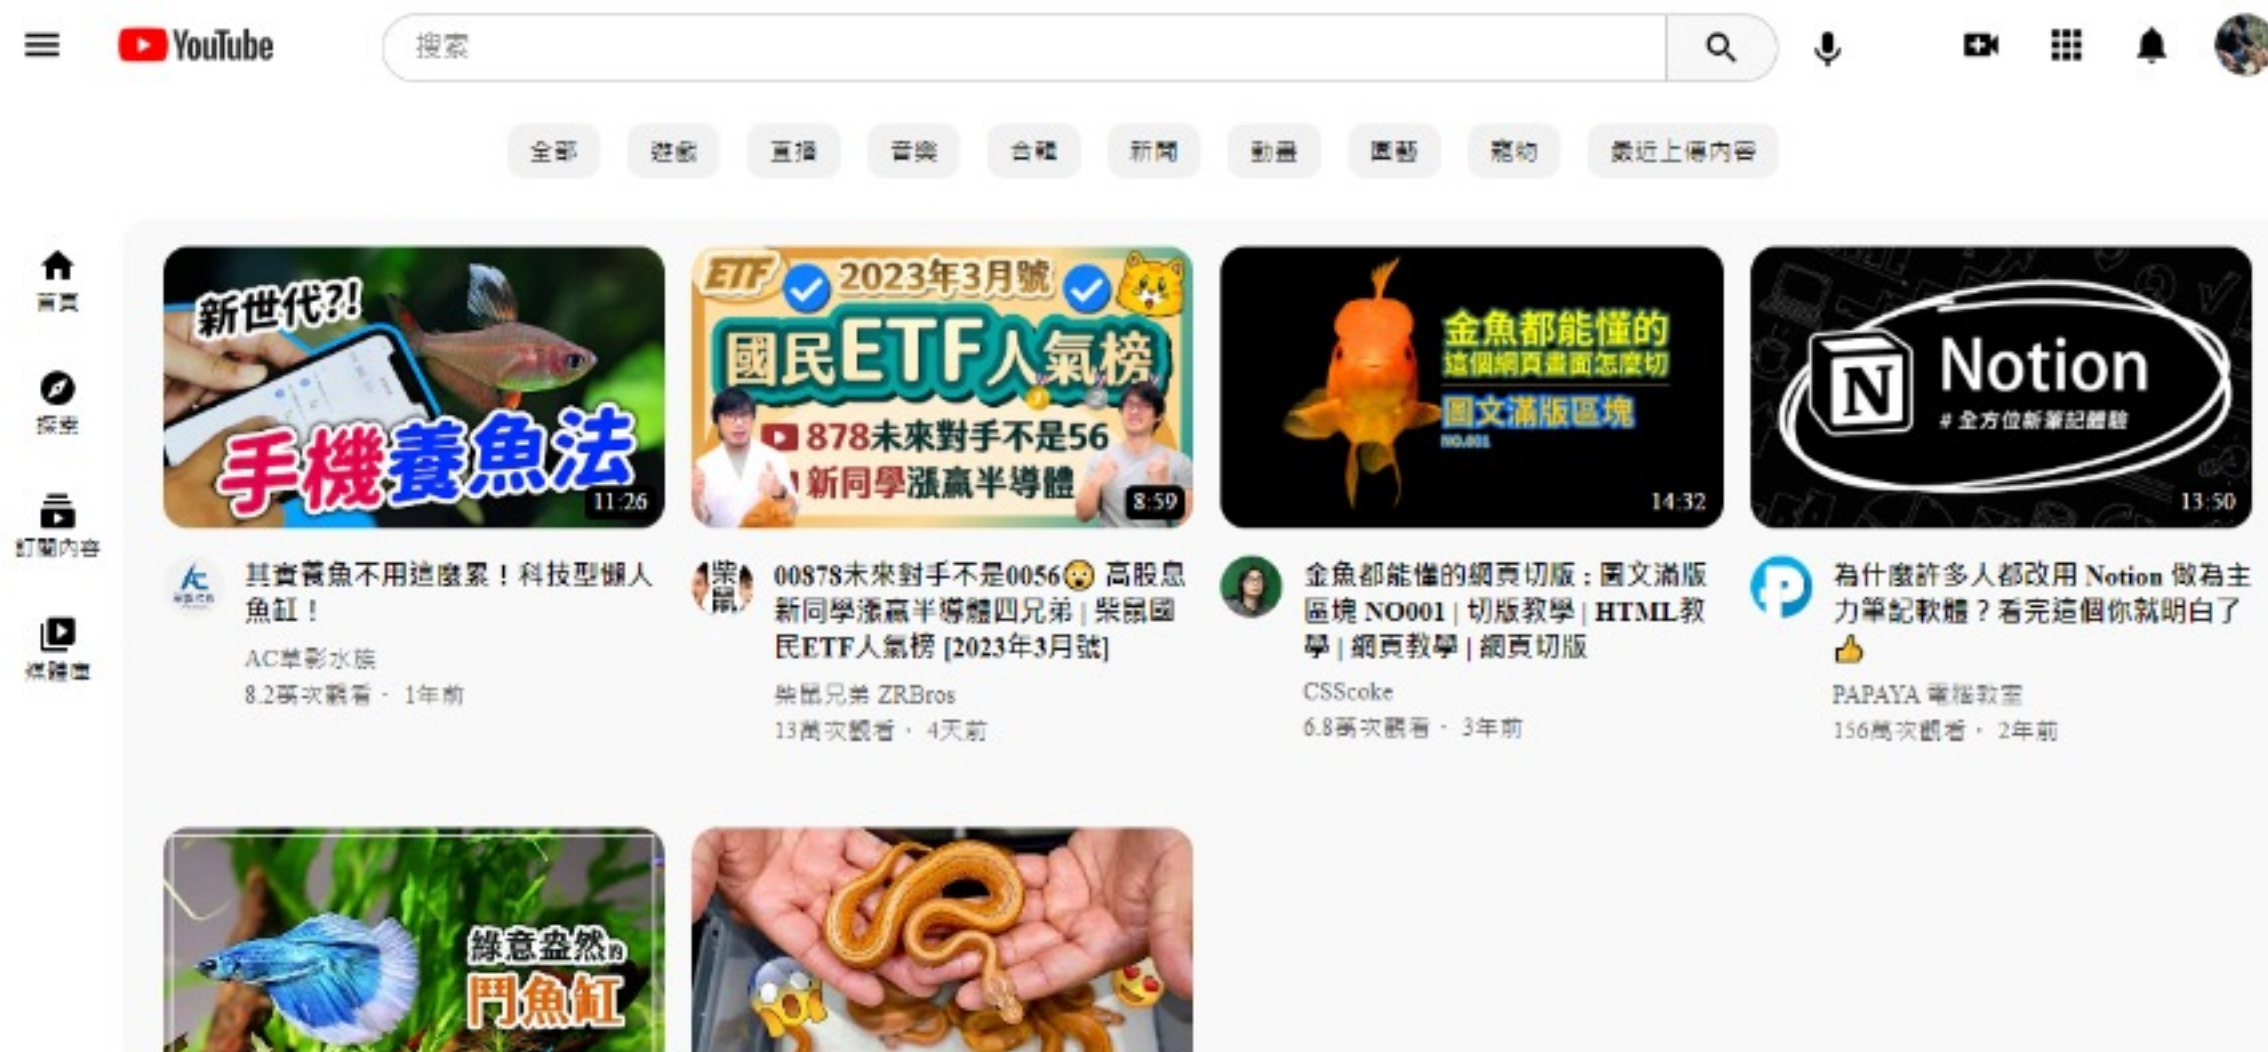 YouTube
搜索
全部
遊戲
直播
音樂
合輯
新聞
動畫
園藝
寵物
最近上傳內容
首頁
探索
訂閱內容
媒體庫
新世代?!
手機養魚法
11:26
其實養魚不用這麼累！科技型懶人
魚缸！
AC草影水族
8.2萬次觀看・ 1年前
ETF
2023年3月號
國民ETF人氣榜
878未來對手不是56
新同學漲贏半導體
8:59
柴
鼠
00878未來對手不是0056😮 高股息
新同學漲贏半導體四兄弟 | 柴鼠國
民ETF人氣榜 [2023年3月號]
柴鼠兄弟 ZRBros
13萬次觀看・ 4天前
金魚都能懂的
這個網頁畫面怎麼切
圖文滿版區塊
NO.001
14:32
金魚都能懂的網頁切版 : 圖文滿版
區塊 NO001 | 切版教學 | HTML教
學 | 網頁教學 | 網頁切版
CSScoke
6.8萬次觀看・ 3年前
N
Notion
# 全方位新筆記體驗
13:50
為什麼許多人都改用 Notion 做為主
力筆記軟體？看完這個你就明白了
👍
PAPAYA 電腦教室
156萬次觀看・ 2年前
綠意盎然的
鬥魚缸